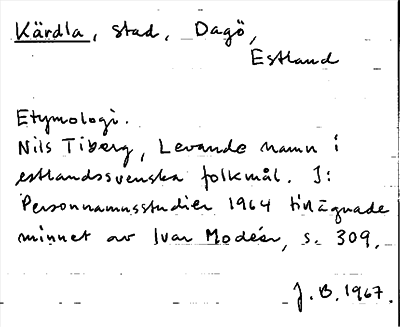 Kärdla, stad, Dagö,
Estland
Etymologi.
Nils Tiberg, Levande namn i
estlandssvenska folkmål. I:
Personnamnsstudier 1964 tillägnade
minnet av Ivar Modéer, s. 309.
J. B. 1967.